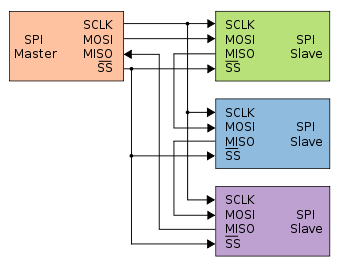 SCLK
SPI MOSI
Master MISO
SS
SCLK
MOSI SPI
MISO Slave
SS
SCLK
MOSI SPI
MISO Slave
SS
SCLK
MOSI SPI
MISO Slave
SS